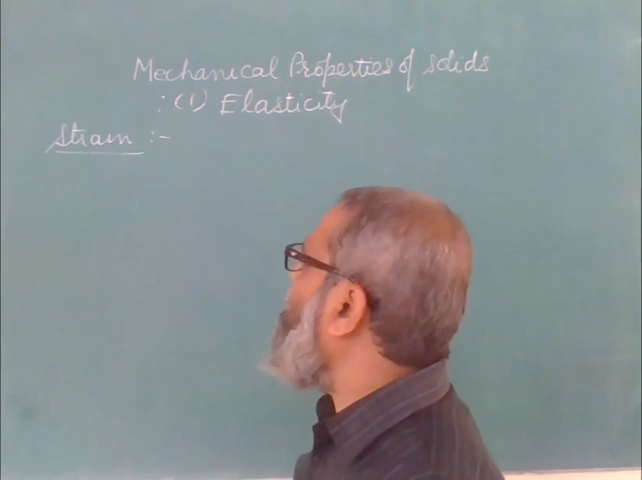 Mechanical Properties of solids
:(1) Elasticity
Strain :-